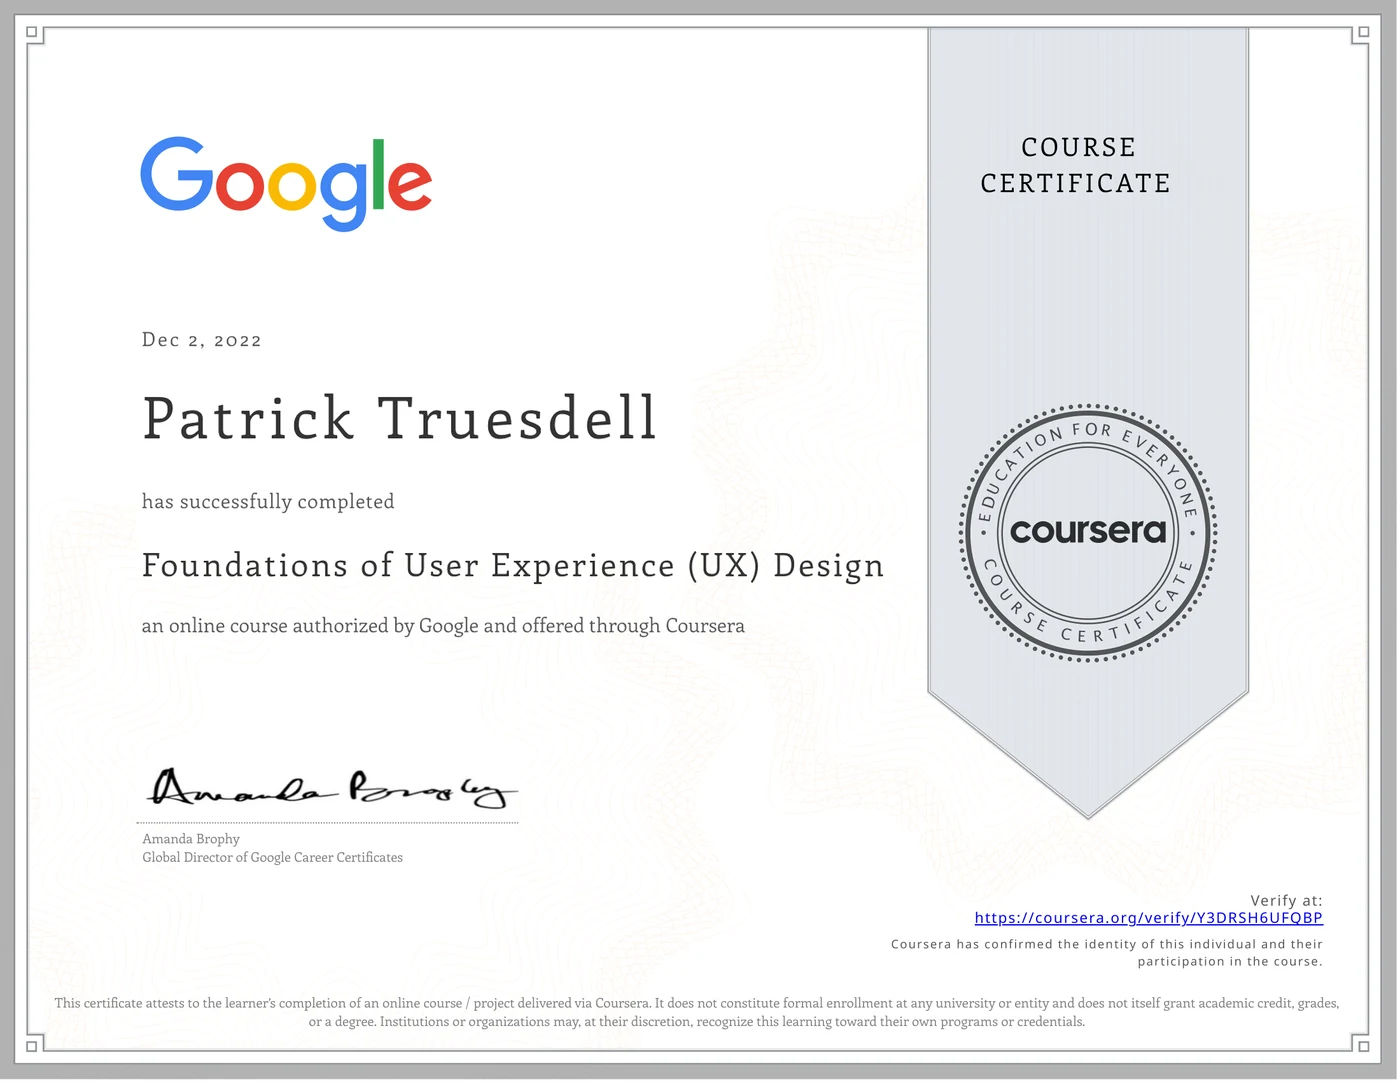 Google
COURSE
CERTIFICATE
Dec 2, 2022
Patrick Truesdell
has successfully completed
Foundations of User Experience (UX) Design
an online course authorized by Google and offered through Coursera
EDUCATION FOR EVERYONE
coursera
COURSE CERTIFICATE
Amanda Brophy
Amanda Brophy
Global Director of Google Career Certificates
Verify at:
https://coursera.org/verify/Y3DRSH6UFQBP
Coursera has confirmed the identity of this individual and their
participation in the course.
This certificate attests to the learner's completion of an online course / project delivered via Coursera. It does not constitute formal enrollment at any university or entity and does not itself grant academic credit, grades,
or a degree. Institutions or organizations may, at their discretion, recognize this learning toward their own programs or credentials.